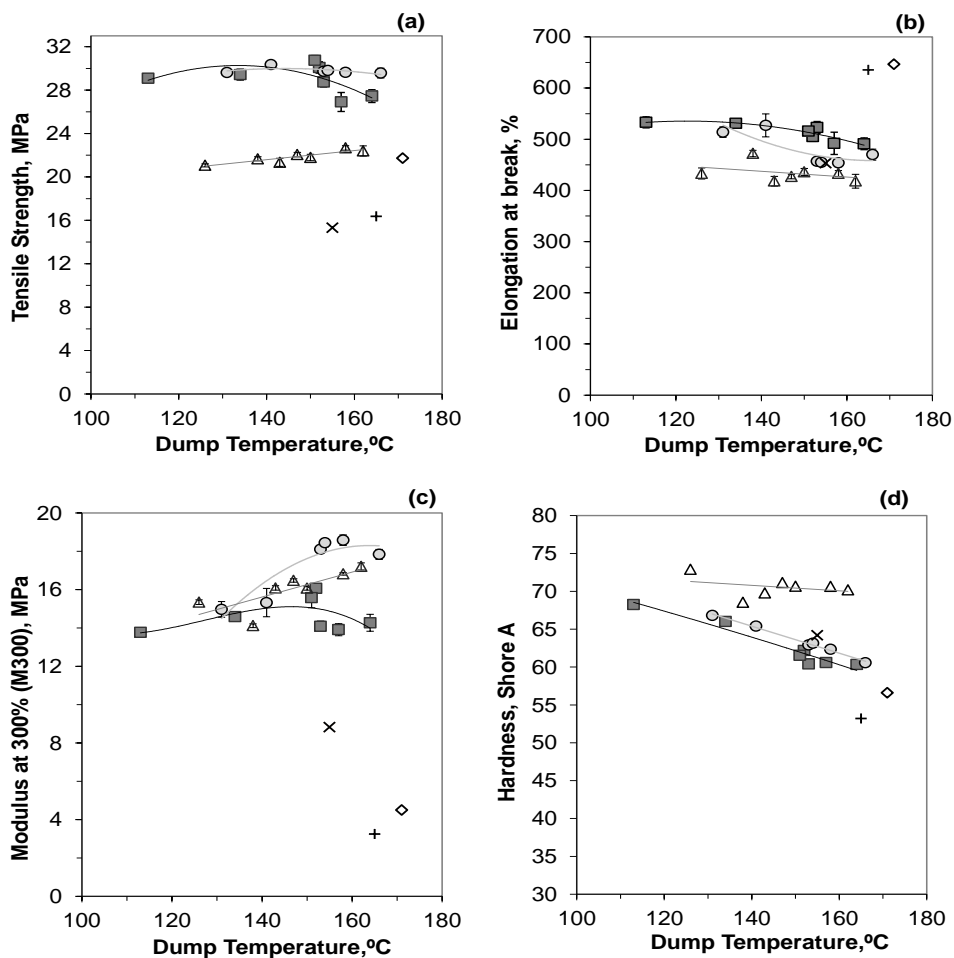 (a)
Tensile Strength, MPa
32
28
24
20
16
12
8
4
0
100 120 140 160 180
Dump Temperature,ºC
(b)
Elongation at break, %
700
600
500
400
300
200
100
0
100 120 140 160 180
Dump Temperature,ºC
(c)
Modulus at 300% (M300), MPa
20
16
12
8
4
0
100 120 140 160 180
Dump Temperature,ºC
(d)
Hardness, Shore A
80
75
70
65
60
55
50
45
40
35
30
100 120 140 160 180
Dump Temperature,ºC